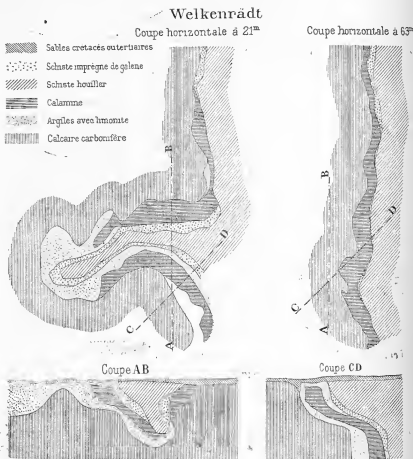 Welkenrädt
Coupe horizontale à 21m
Coupe horizontale à 63m
Sables crétacés outertiaires
Schiste imprègne de galène
Schiste houiller
Calamine
Argiles avec limonite
Calcaire carbonifère
B
D
C
A
B
D
C
A
Coupe AB
Coupe CD